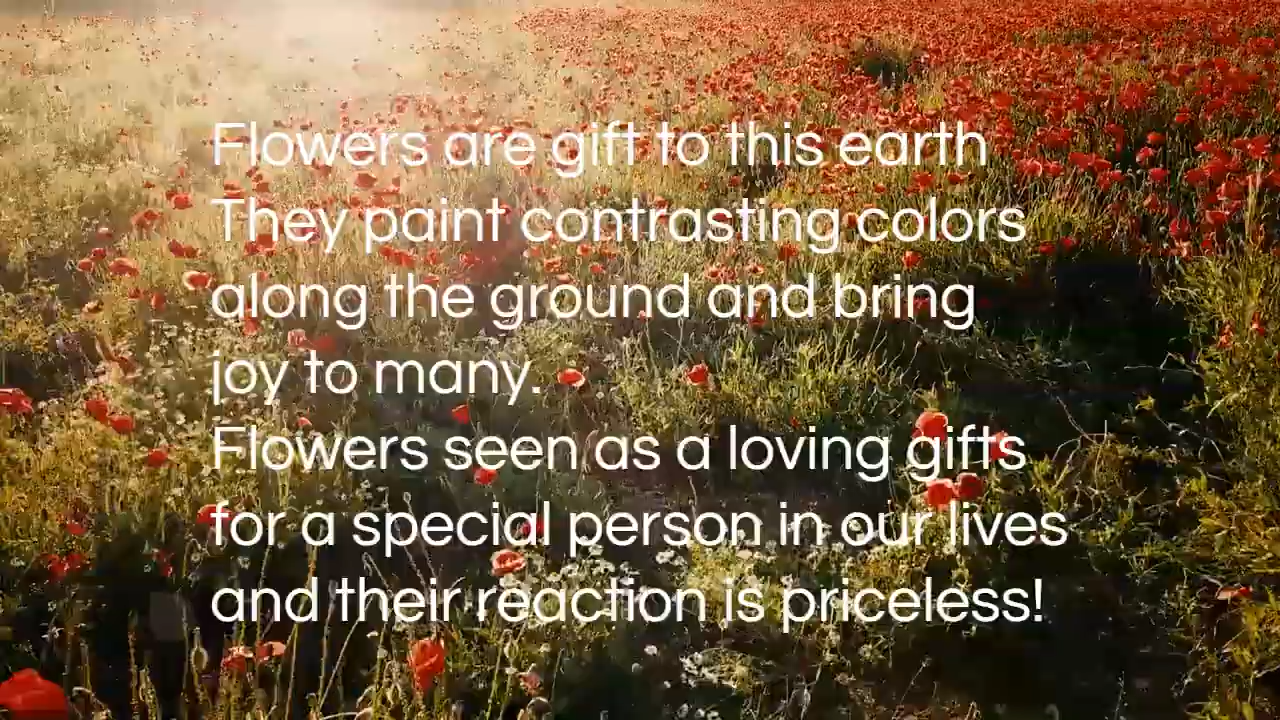 Flowers are gift to this earth
They paint contrasting colors
along the ground and bring
joy to many.
Flowers seen as a loving gifts
for a special person in our lives
and their reaction is priceless!